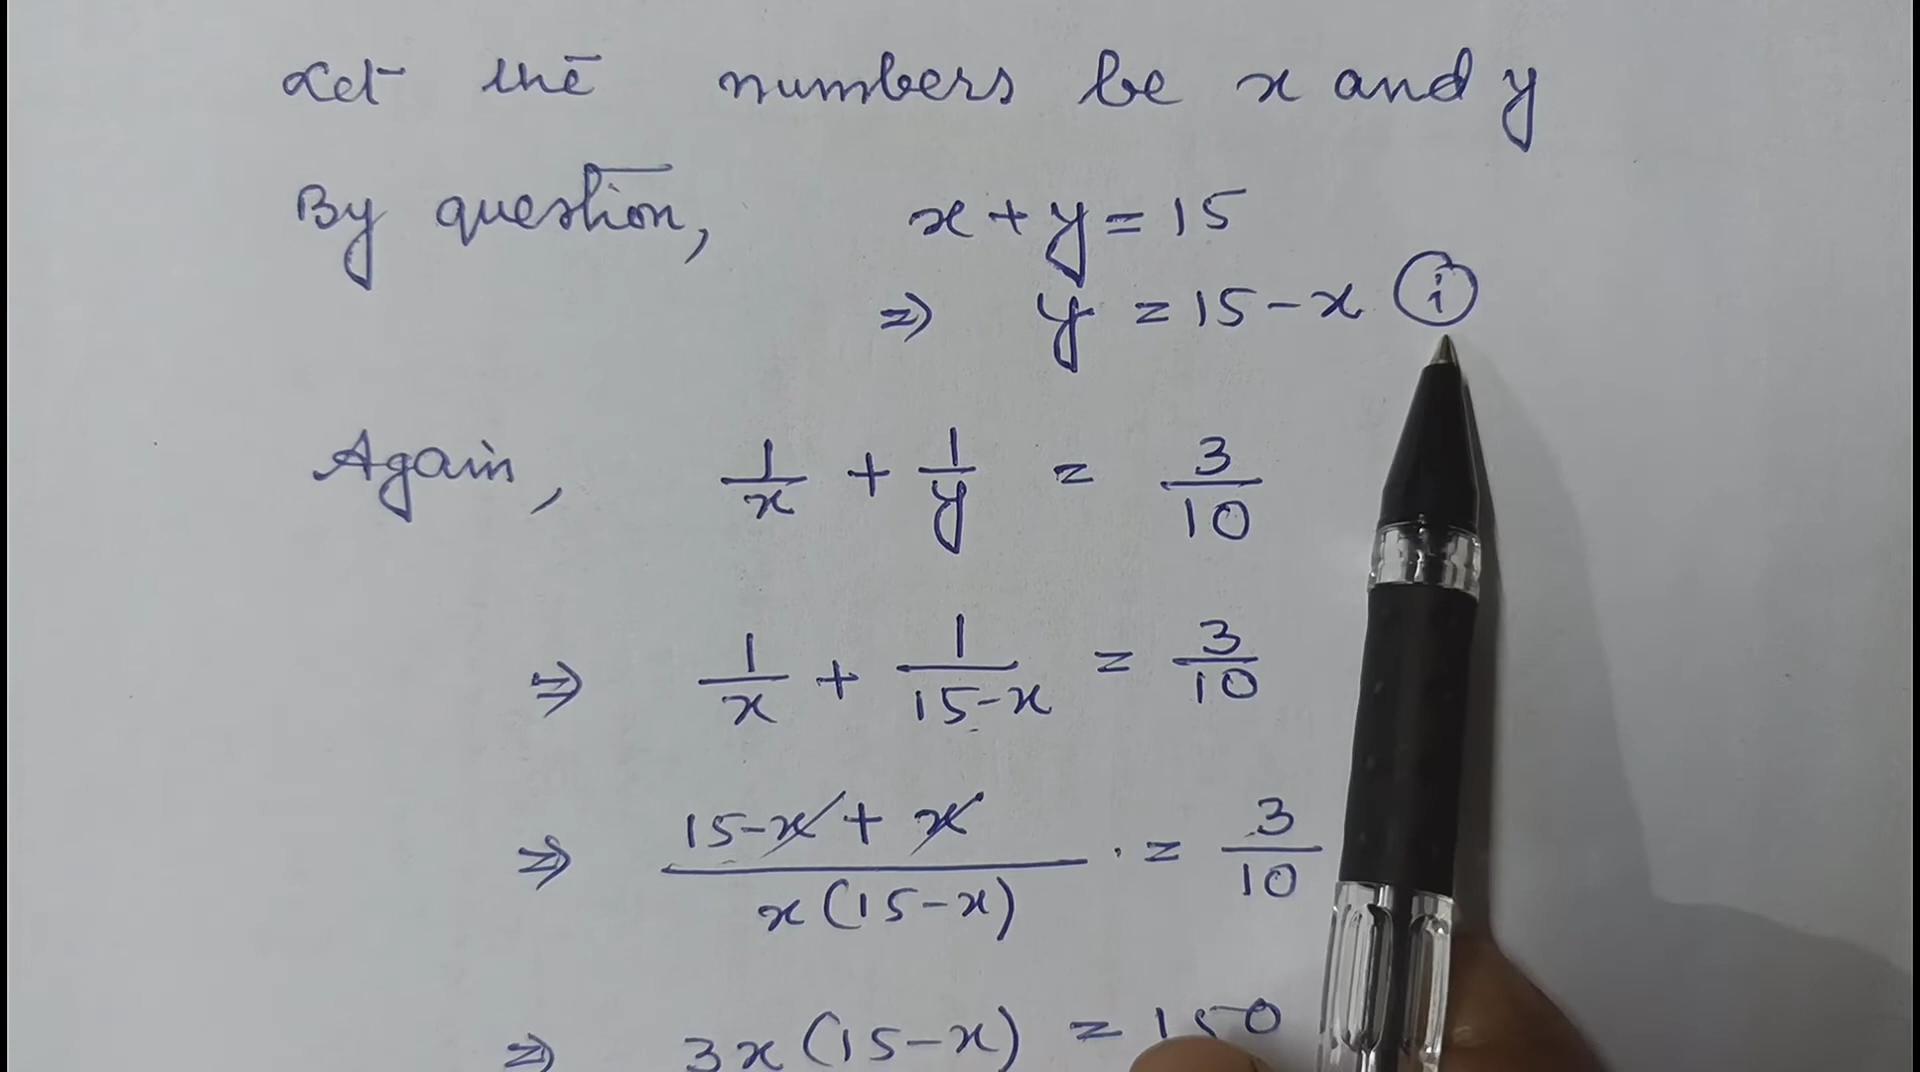 Let the numbers be x and y
By question, x + y = 15
⇒ y = 15 - x (i)
Again, 1/x + 1/y = 3/10
⇒ 1/x + 1/(15-x) = 3/10
⇒ (15-x + x)/(x(15-x)) = 3/10
⇒ 3x(15-x) = 150